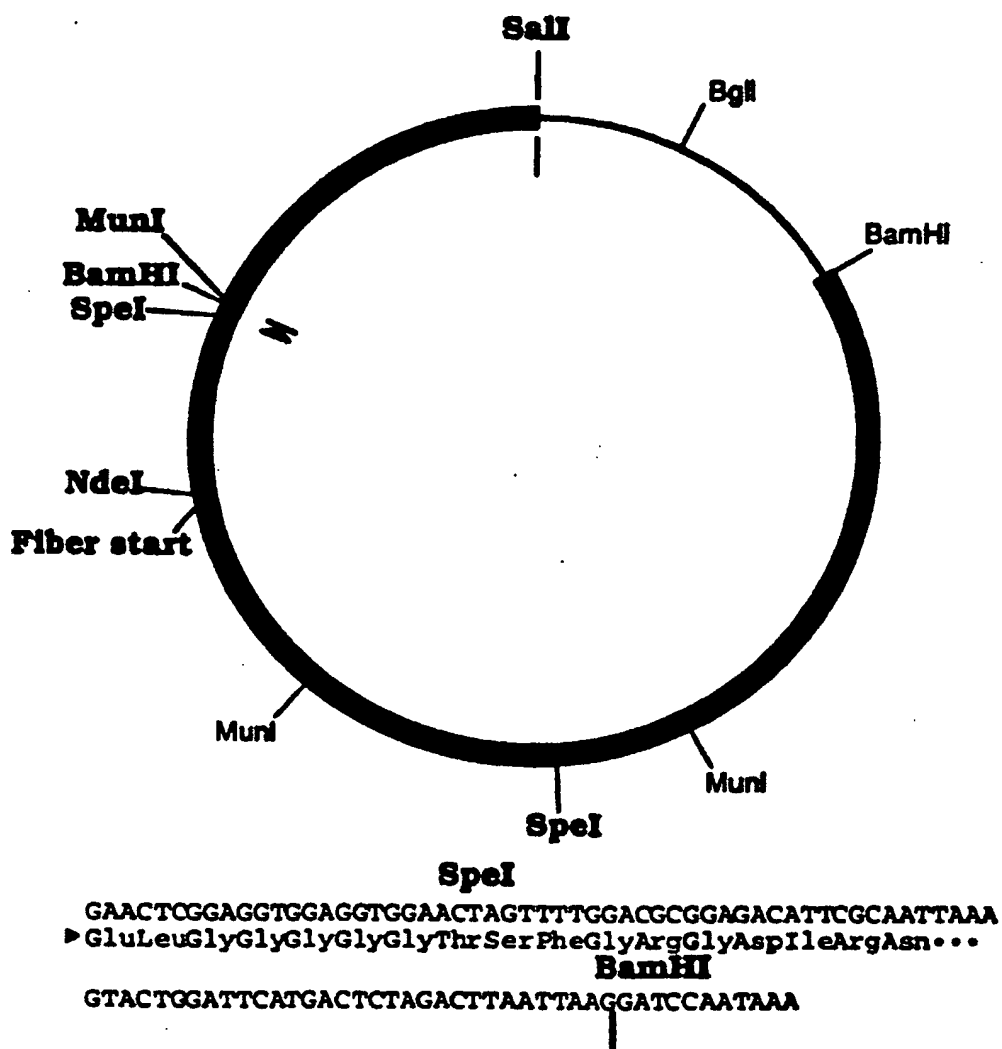 SalI
BglI
BamHI
MunI
BamHI
SpeI
NdeI
Fiber start
MunI
MunI
SpeI
SpeI
GAACTCGGAGGTGGAGGTGGAACTAGTTTTGGACGCGGAGACATTCGCAATTAAA
▶GluLeuGlyGlyGlyGlyGlyThrSerPheGlyArgGlyAspIleArgAsn•••
BamHI
GTACTGGATTCATGACTCTAGACTTAATTAAGGATCCAATAAA